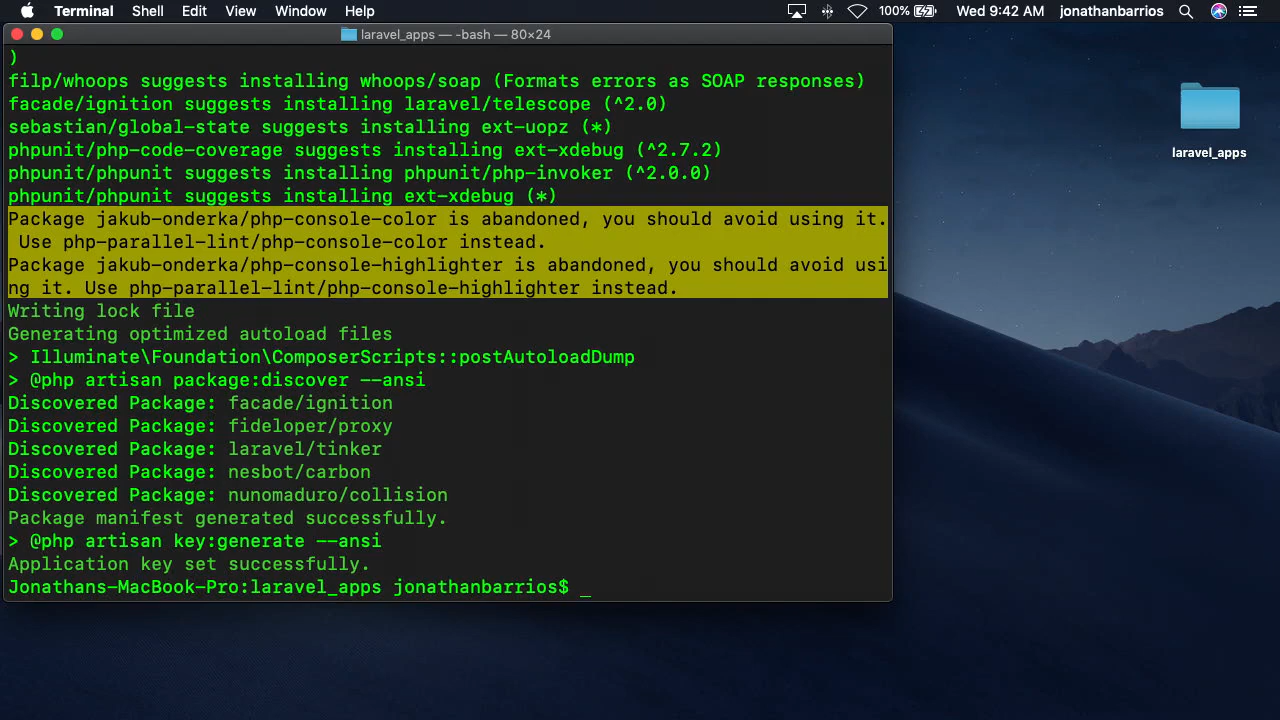 Terminal Shell Edit View Window Help 100% Wed 9:42 AM jonathanbarrios
laravel_apps — -bash — 80×24
)
filp/whoops suggests installing whoops/soap (Formats errors as SOAP responses)
facade/ignition suggests installing laravel/telescope (^2.0)
sebastian/global-state suggests installing ext-uopz (*)
phpunit/php-code-coverage suggests installing ext-xdebug (^2.7.2)
phpunit/phpunit suggests installing phpunit/php-invoker (^2.0.0)
phpunit/phpunit suggests installing ext-xdebug (*)
Package jakub-onderka/php-console-color is abandoned, you should avoid using it.
 Use php-parallel-lint/php-console-color instead.
Package jakub-onderka/php-console-highlighter is abandoned, you should avoid usi
ng it. Use php-parallel-lint/php-console-highlighter instead.
Writing lock file
Generating optimized autoload files
> Illuminate\Foundation\ComposerScripts::postAutoloadDump
> @php artisan package:discover --ansi
Discovered Package: facade/ignition
Discovered Package: fideloper/proxy
Discovered Package: laravel/tinker
Discovered Package: nesbot/carbon
Discovered Package: nunomaduro/collision
Package manifest generated successfully.
> @php artisan key:generate --ansi
Application key set successfully.
Jonathans-MacBook-Pro:laravel_apps jonathanbarrios$ _
laravel_apps